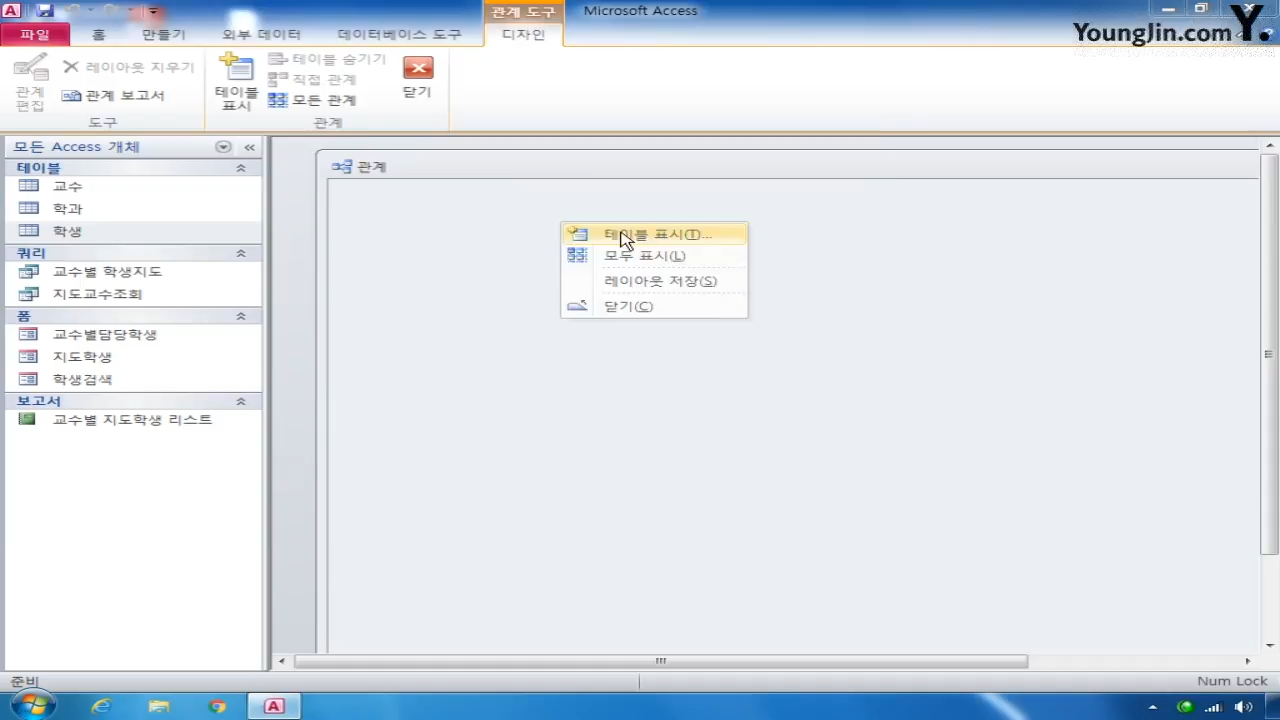 관계 도구
Microsoft Access
YoungJin.com Y.
파일
홈
만들기
외부 데이터
데이터베이스 도구
디자인
관계
편집
레이아웃 지우기
관계 보고서
도구
테이블
표시
테이블 숨기기
직접 관계
모든 관계
관계
닫기
모든 Access 개체
테이블
교수
학과
학생
쿼리
교수별 학생지도
지도교수조회
폼
교수별담당학생
지도학생
학생검색
보고서
교수별 지도학생 리스트
관계
테이블 표시(T)...
모두 표시(L)
레이아웃 저장(S)
닫기(C)
준비
Num Lock